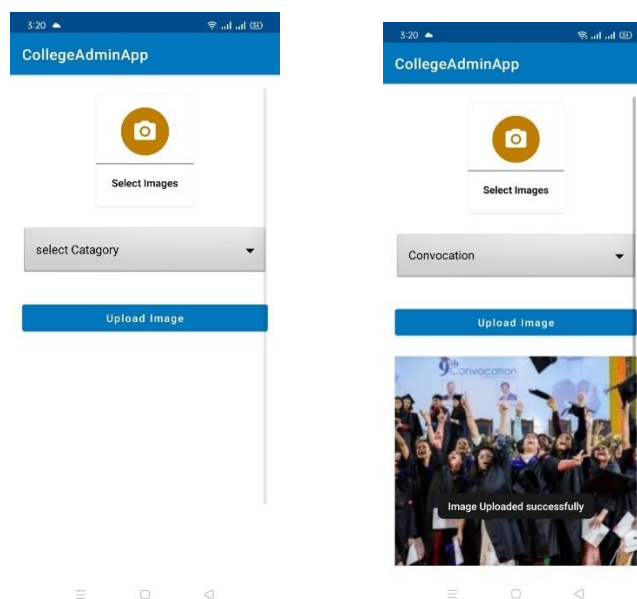 3:20
CollegeAdminApp
Select Images
select Catagory
Upload Image
3:20
CollegeAdminApp
Select Images
Convocation
Upload Image
9th
Convocation
Image Uploaded successfully